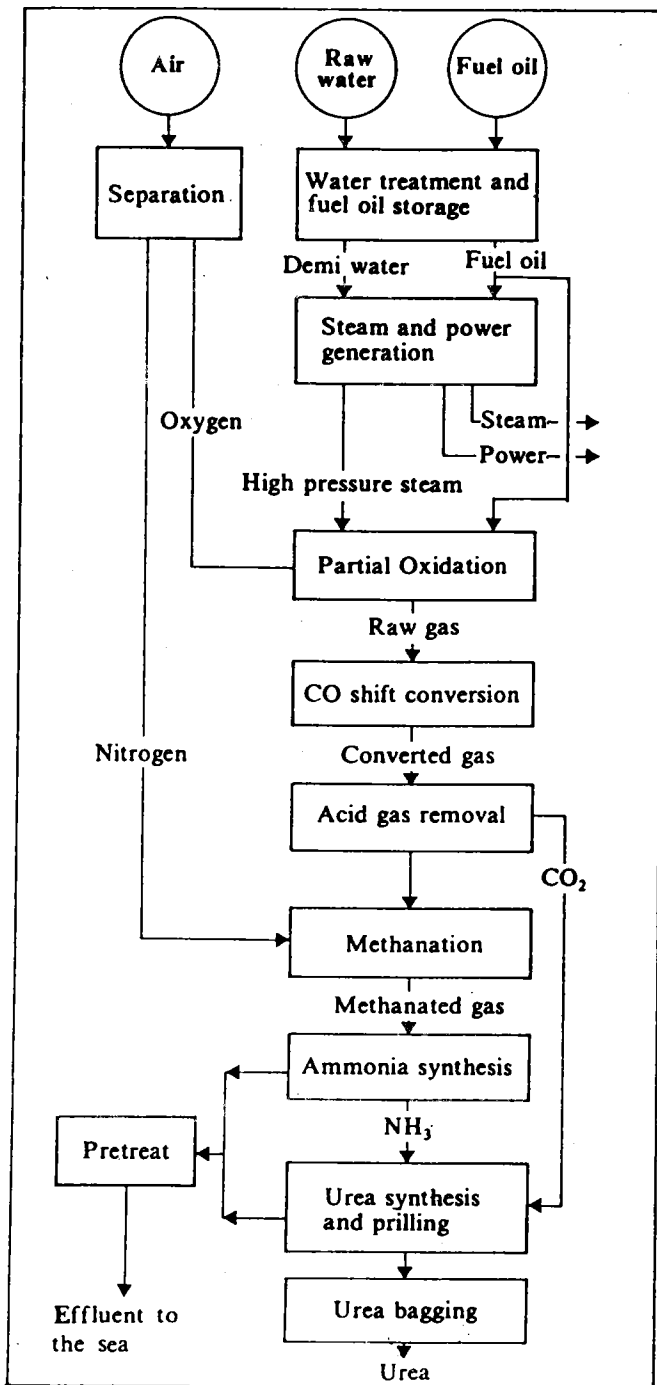 Air
Raw
water
Fuel oil
Separation
Water treatment and
fuel oil storage
Demi water
Fuel oil
Steam and power
generation
Oxygen
Steam
Power
High pressure steam
Partial Oxidation
Raw gas
CO shift conversion
Nitrogen
Converted gas
Acid gas removal
CO₂
Methanation
Methanated gas
Ammonia synthesis
NH₃
Pretreat
Urea synthesis
and prilling
Effluent to
the sea
Urea bagging
Urea